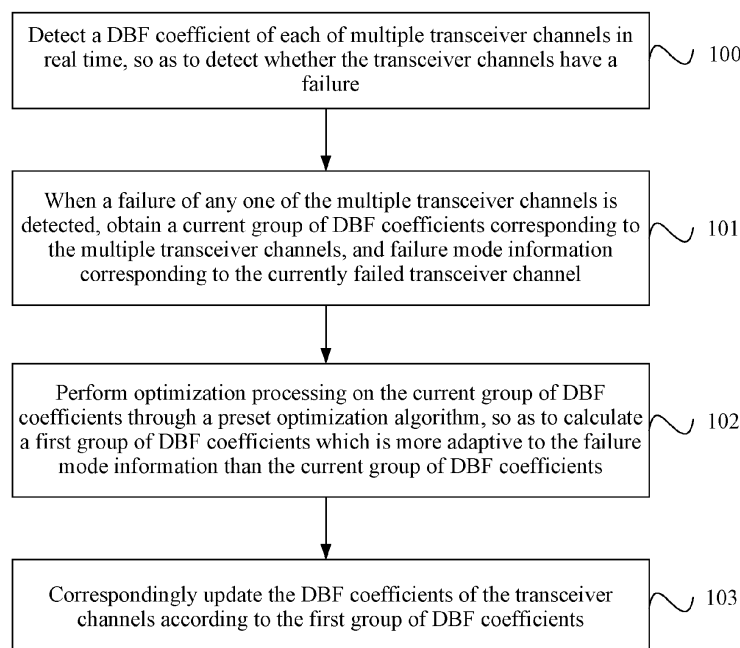 Detect a DBF coefficient of each of multiple transceiver channels in
real time, so as to detect whether the transceiver channels have a
failure
100
When a failure of any one of the multiple transceiver channels is
detected, obtain a current group of DBF coefficients corresponding to
the multiple transceiver channels, and failure mode information
corresponding to the currently failed transceiver channel
101
Perform optimization processing on the current group of DBF
coefficients through a preset optimization algorithm, so as to calculate
a first group of DBF coefficients which is more adaptive to the failure
mode information than the current group of DBF coefficients
102
Correspondingly update the DBF coefficients of the transceiver
channels according to the first group of DBF coefficients
103